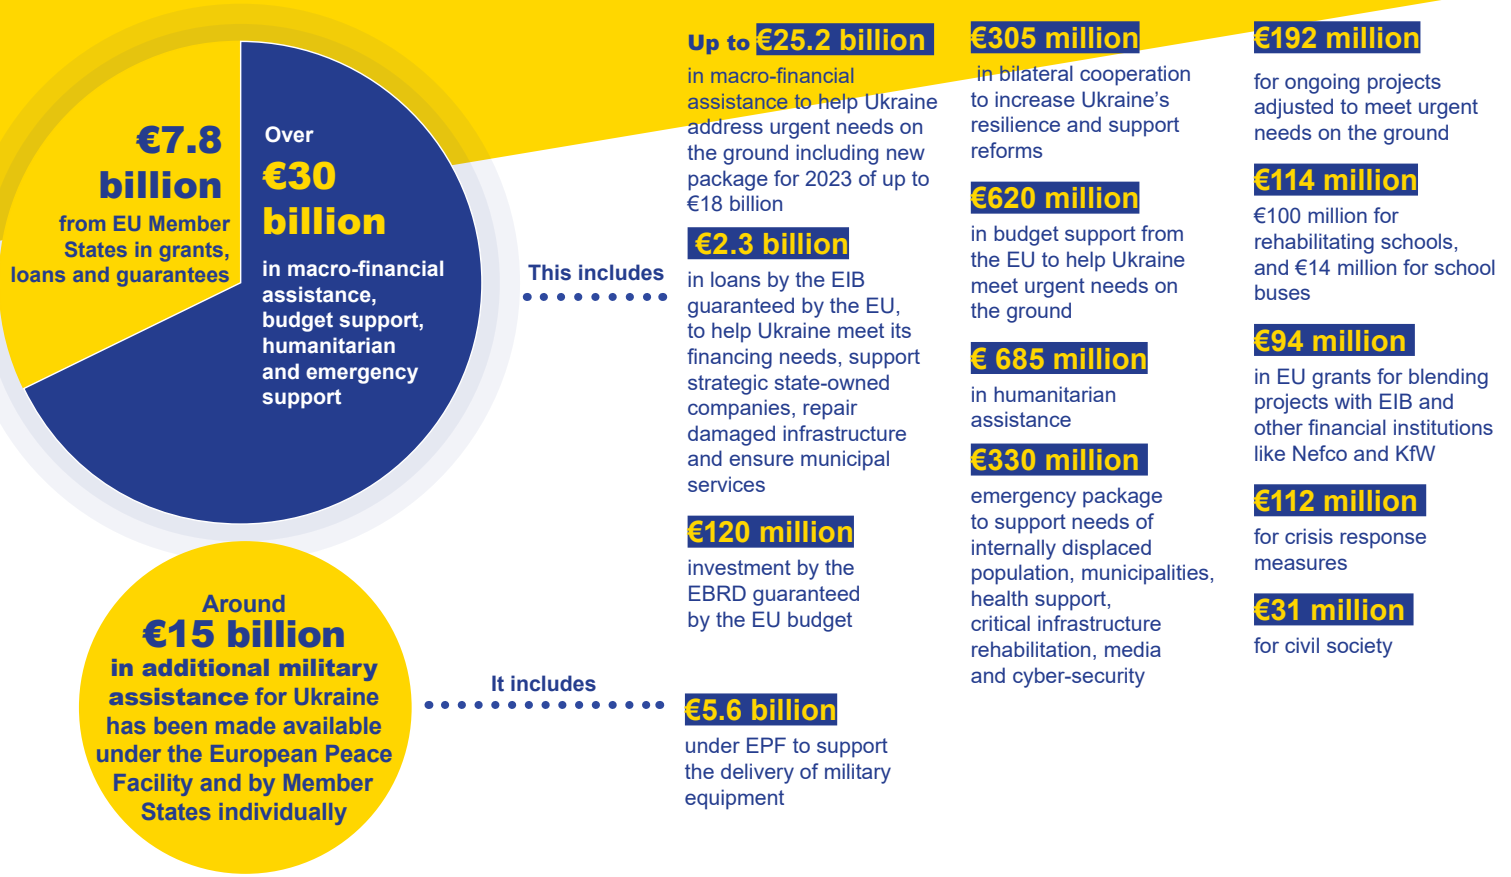 €7.8
billion
from EU Member
States in grants,
loans and guarantees
Over
€30
billion
in macro-financial
assistance,
budget support,
humanitarian
and emergency
support
This includes
Up to €25.2 billion
in macro-financial
assistance to help Ukraine
address urgent needs on
the ground including new
package for 2023 of up to
€18 billion
€2.3 billion
in loans by the EIB
guaranteed by the EU,
to help Ukraine meet its
financing needs, support
strategic state-owned
companies, repair
damaged infrastructure
and ensure municipal
services
€120 million
investment by the
EBRD guaranteed
by the EU budget
€305 million
in bilateral cooperation
to increase Ukraine's
resilience and support
reforms
€620 million
in budget support from
the EU to help Ukraine
meet urgent needs on
the ground
€ 685 million
in humanitarian
assistance
€330 million
emergency package
to support needs of
internally displaced
population, municipalities,
health support,
critical infrastructure
rehabilitation, media
and cyber-security
€192 million
for ongoing projects
adjusted to meet urgent
needs on the ground
€114 million
€100 million for
rehabilitating schools,
and €14 million for school
buses
€94 million
in EU grants for blending
projects with EIB and
other financial institutions
like Nefco and KfW
€112 million
for crisis response
measures
€31 million
for civil society
Around
€15 billion
in additional military
assistance for Ukraine
has been made available
under the European Peace
Facility and by Member
States individually
It includes
€5.6 billion
under EPF to support
the delivery of military
equipment